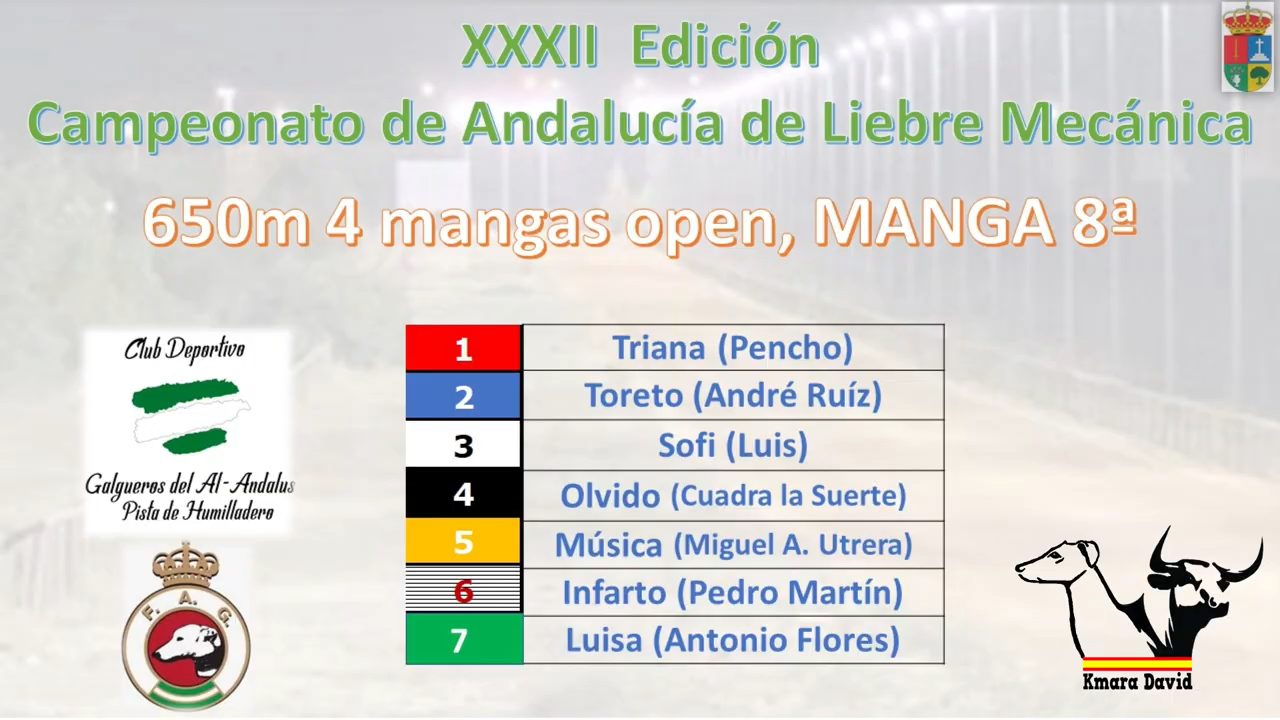 XXXII Edición
Campeonato de Andalucía de Liebre Mecánica
650m 4 mangas open, MANGA 8ª
Club Deportivo
Galgueros del Al-Andalus
Pista de Humilladero
F. A. G.
1 Triana (Pencho)
2 Toreto (André Ruíz)
3 Sofi (Luis)
4 Olvido (Cuadra la Suerte)
5 Música (Miguel A. Utrera)
6 Infarto (Pedro Martín)
7 Luisa (Antonio Flores)
Kmara David